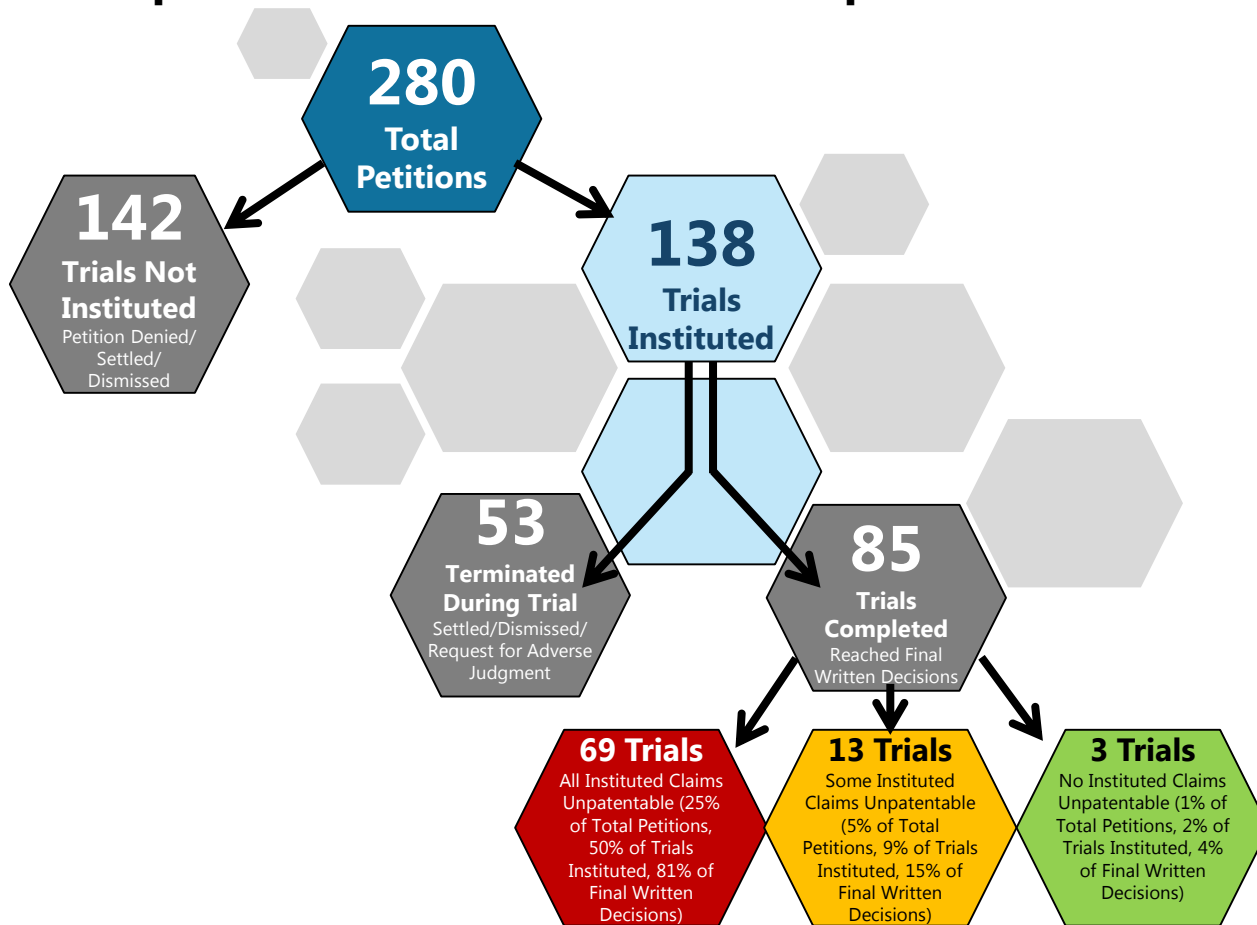 280
Total
Petitions
142
Trials Not
Instituted
Petition Denied/
Settled/
Dismissed
138
Trials
Instituted
53
Terminated
During Trial
Settled/Dismissed/
Request for Adverse
Judgment
85
Trials
Completed
Reached Final
Written Decisions
69 Trials
All Instituted Claims
Unpatentable (25%
of Total Petitions,
50% of Trials
Instituted, 81% of
Final Written
Decisions)
13 Trials
Some Instituted
Claims Unpatentable
(5% of Total
Petitions, 9% of Trials
Instituted, 15% of
Final Written
Decisions)
3 Trials
No Instituted Claims
Unpatentable (1% of
Total Petitions, 2% of
Trials Instituted, 4%
of Final Written
Decisions)